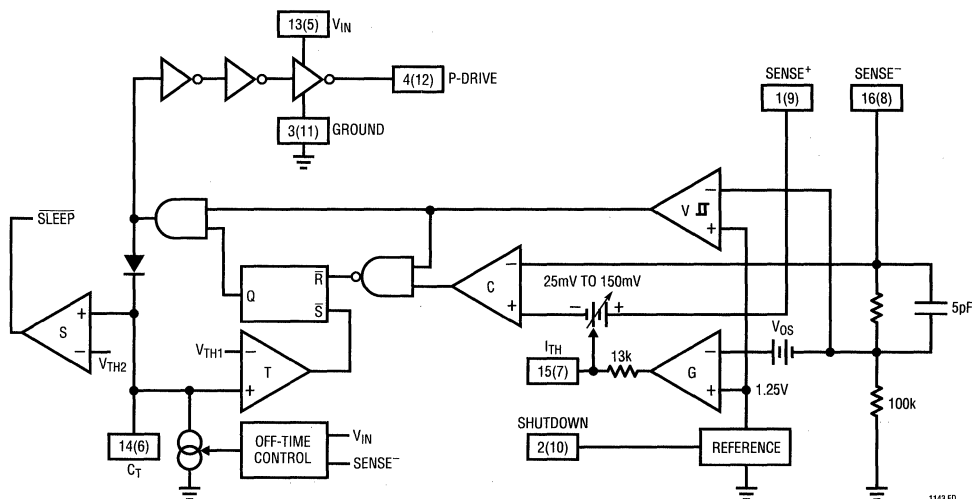 13(5) V_IN
4(12) P-DRIVE
3(11) GROUND
SENSE⁺
1(9)
SENSE⁻
16(8)
SLEEP
V
−
+
Q
R
S
C
−
+
25mV TO 150mV
− +
5pF
S
+
−
V_TH2
V_TH1
−
+
T
I_TH
15(7)
13k
G
−
+
V_OS
1.25V
100k
14(6)
C_T
OFF-TIME
CONTROL
V_IN
SENSE⁻
SHUTDOWN
2(10)
REFERENCE